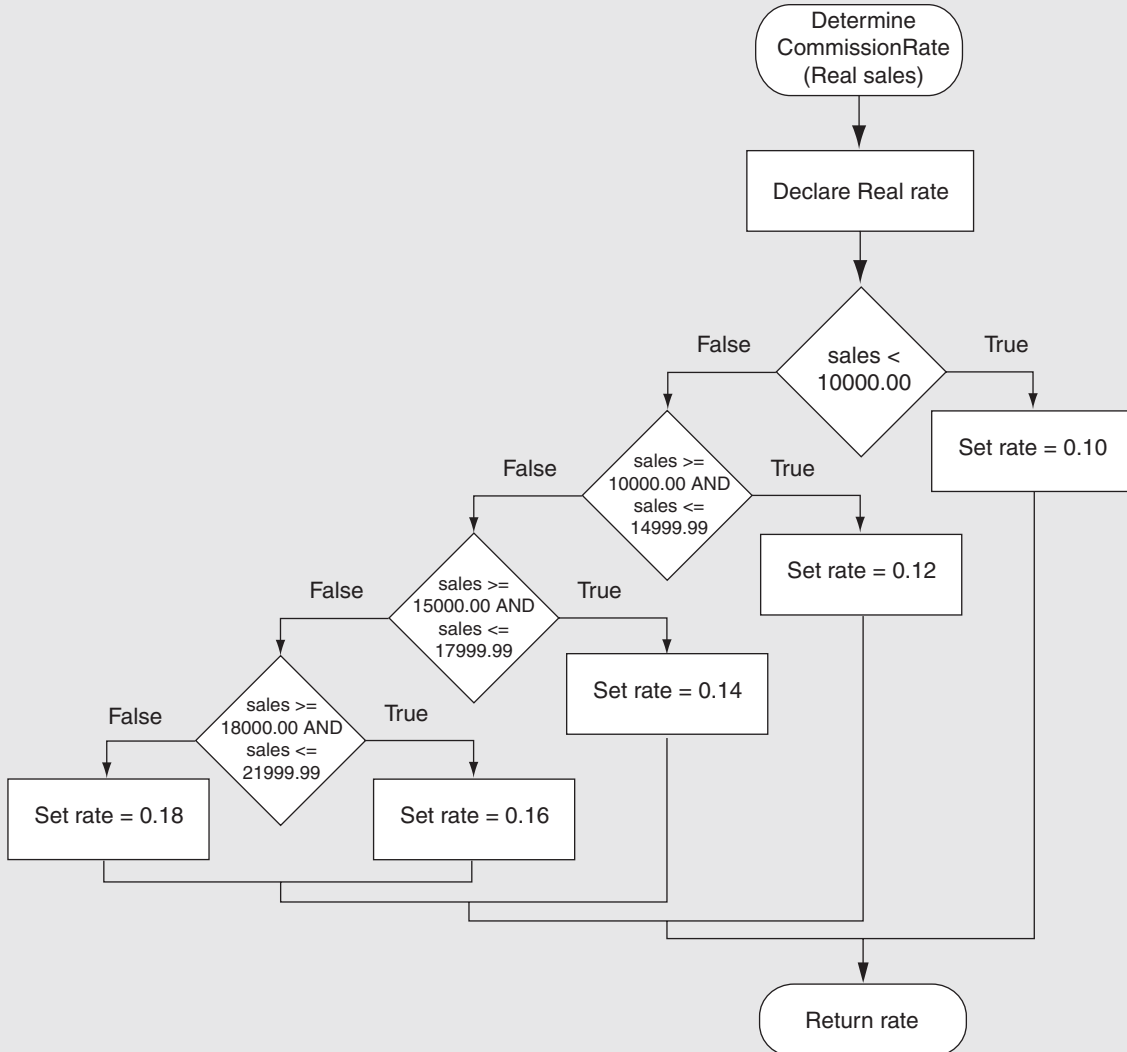 Determine
CommissionRate
(Real sales)
Declare Real rate
False
True
sales <
10000.00
Set rate = 0.10
False
True
sales >=
10000.00 AND
sales <=
14999.99
Set rate = 0.12
False
True
sales >=
15000.00 AND
sales <=
17999.99
Set rate = 0.14
False
True
sales >=
18000.00 AND
sales <=
21999.99
Set rate = 0.18
Set rate = 0.16
Return rate